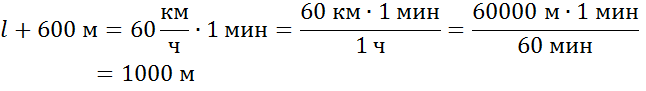 l + 600 м = 60 км/ч · 1 мин = 60 км · 1 мин / 1 ч = 60000 м · 1 мин / 60 мин
= 1000 м